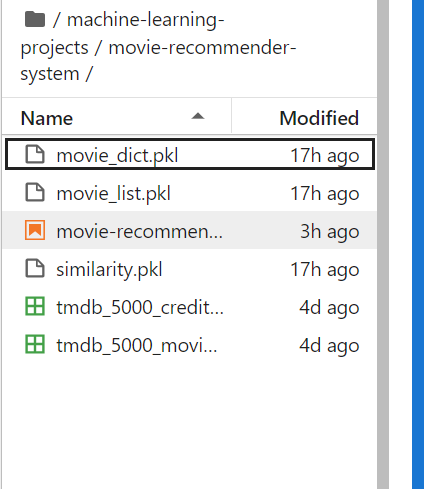 / machine-learning-
projects / movie-recommender-
system /
Name Modified
movie_dict.pkl 17h ago
movie_list.pkl 17h ago
movie-recommen... 3h ago
similarity.pkl 17h ago
tmdb_5000_credit... 4d ago
tmdb_5000_movi... 4d ago